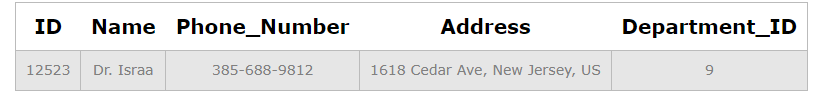 ID Name Phone_Number Address Department_ID
12523 Dr. Israa 385-688-9812 1618 Cedar Ave, New Jersey, US 9